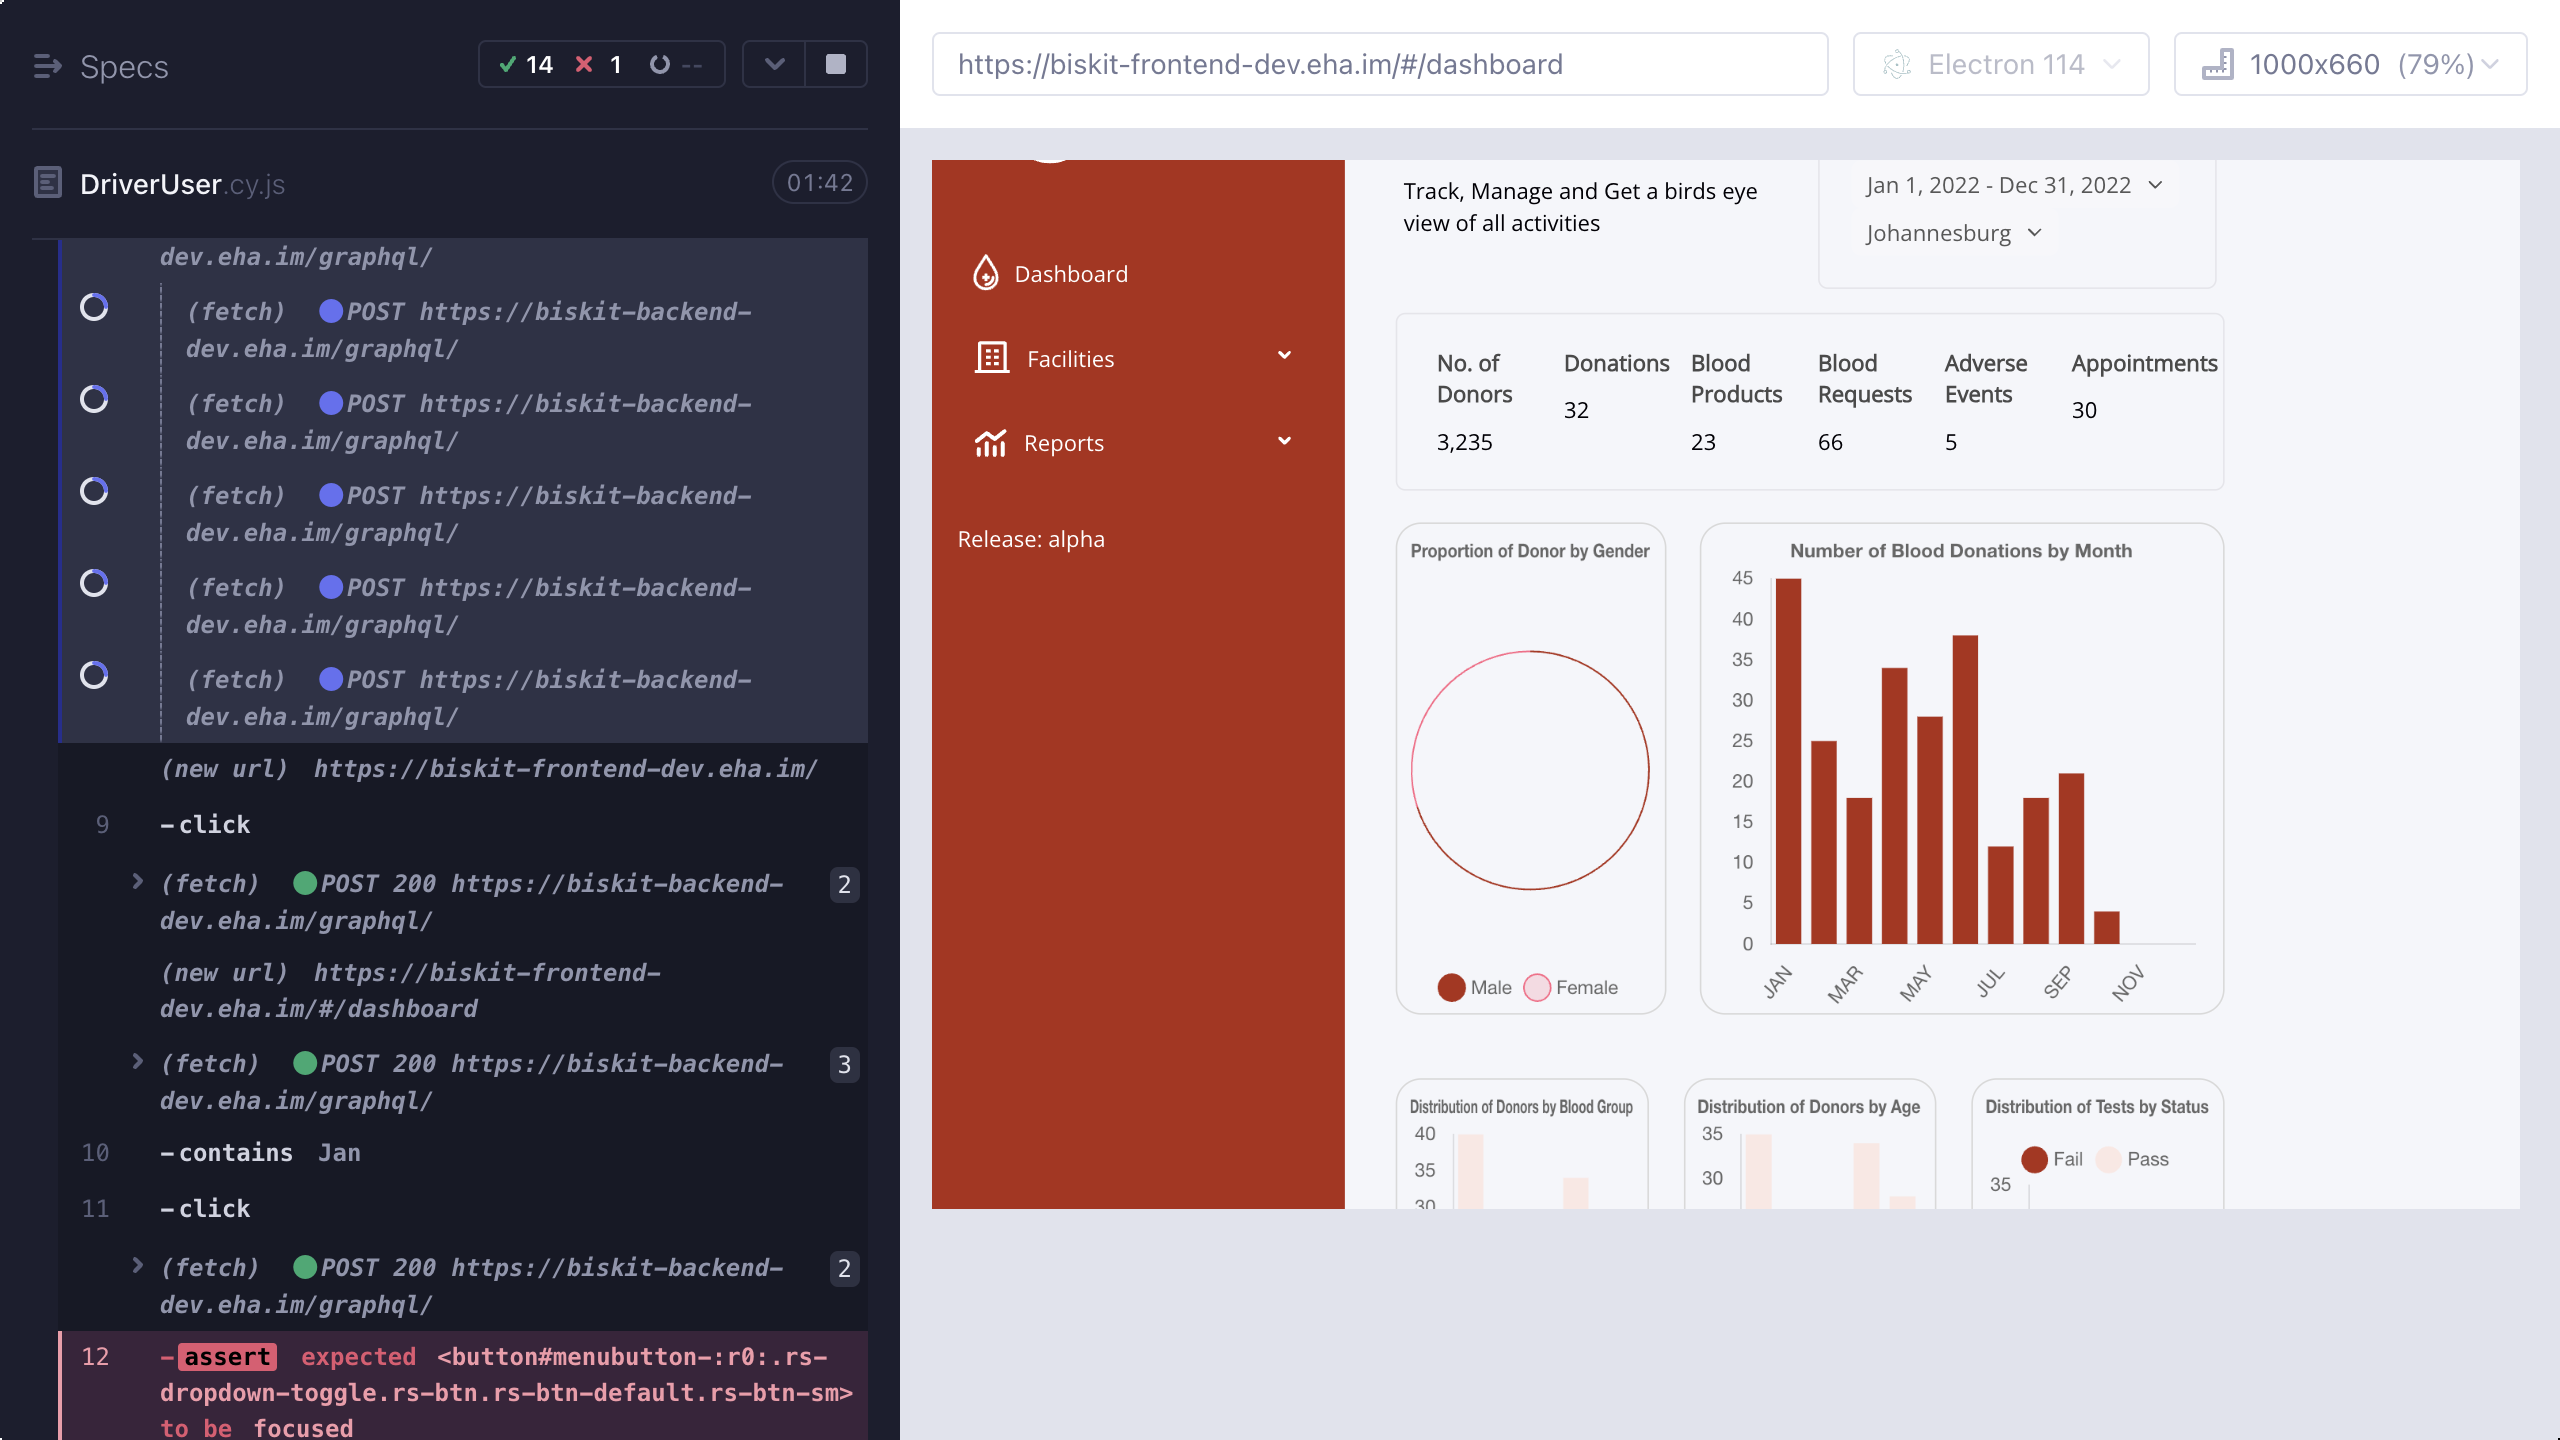 Specs
14 1 --
DriverUser.cy.js 01:42
dev.eha.im/graphql/
(fetch) POST https://biskit-backend-
dev.eha.im/graphql/
(fetch) POST https://biskit-backend-
dev.eha.im/graphql/
(fetch) POST https://biskit-backend-
dev.eha.im/graphql/
(fetch) POST https://biskit-backend-
dev.eha.im/graphql/
(fetch) POST https://biskit-backend-
dev.eha.im/graphql/
(new url) https://biskit-frontend-dev.eha.im/
9 -click
(fetch) POST 200 https://biskit-backend- 2
dev.eha.im/graphql/
(new url) https://biskit-frontend-
dev.eha.im/#/dashboard
(fetch) POST 200 https://biskit-backend- 3
dev.eha.im/graphql/
10 -contains Jan
11 -click
(fetch) POST 200 https://biskit-backend- 2
dev.eha.im/graphql/
12 -assert expected <button#menubutton-:r0:.rs-
dropdown-toggle.rs-btn.rs-btn-default.rs-btn-sm>
to be focused
https://biskit-frontend-dev.eha.im/#/dashboard
Electron 114
1000x660 (79%)
Dashboard
Facilities
Reports
Release: alpha
Track, Manage and Get a birds eye
view of all activities
Jan 1, 2022 - Dec 31, 2022
Johannesburg
No. of
Donors
3,235
Donations
32
Blood
Products
23
Blood
Requests
66
Adverse
Events
5
Appointments
30
Proportion of Donor by Gender
Male Female
Number of Blood Donations by Month
45
40
35
30
25
20
15
10
5
0
JAN MAR MAY JUL SEP NOV
Distribution of Donors by Blood Group
40
35
30
Distribution of Donors by Age
35
30
Distribution of Tests by Status
Fail Pass
35